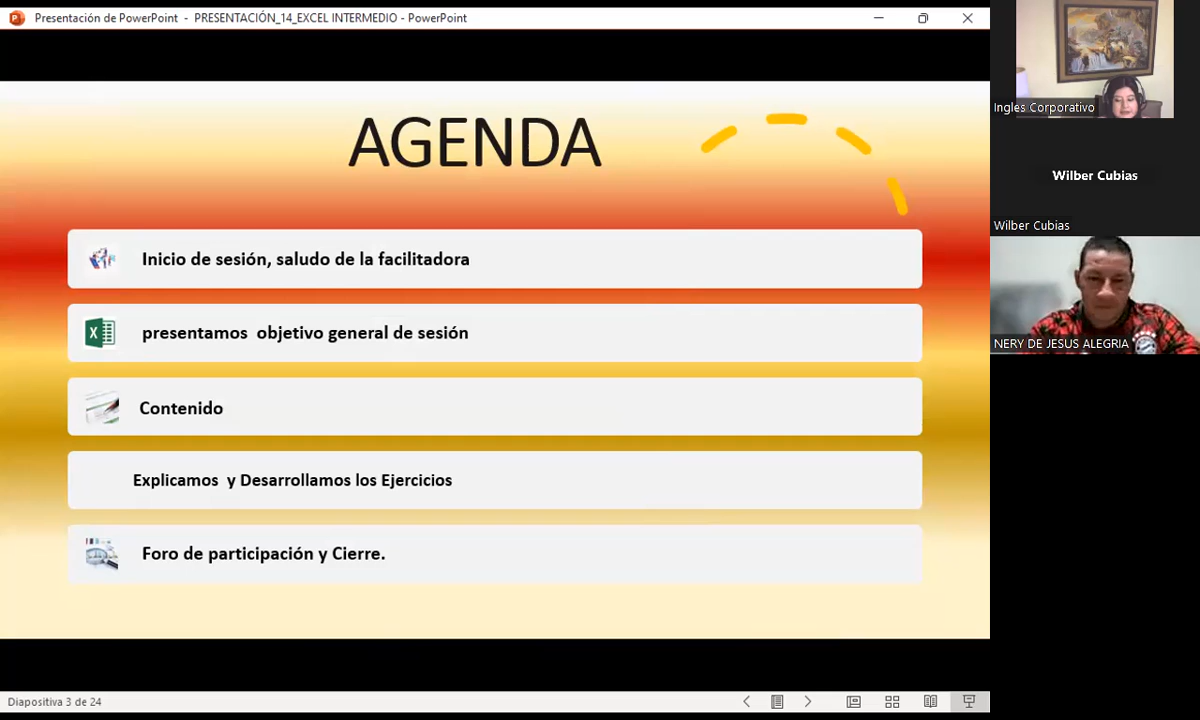 Presentación de PowerPoint - PRESENTACIÓN_14_EXCEL INTERMEDIO - PowerPoint
AGENDA
Inicio de sesión, saludo de la facilitadora
presentamos objetivo general de sesión
Contenido
Explicamos y Desarrollamos los Ejercicios
Foro de participación y Cierre.
Diapositiva 3 de 24
Ingles Corporativo
Wilber Cubias
Wilber Cubias
NERY DE JESUS ALEGRIA